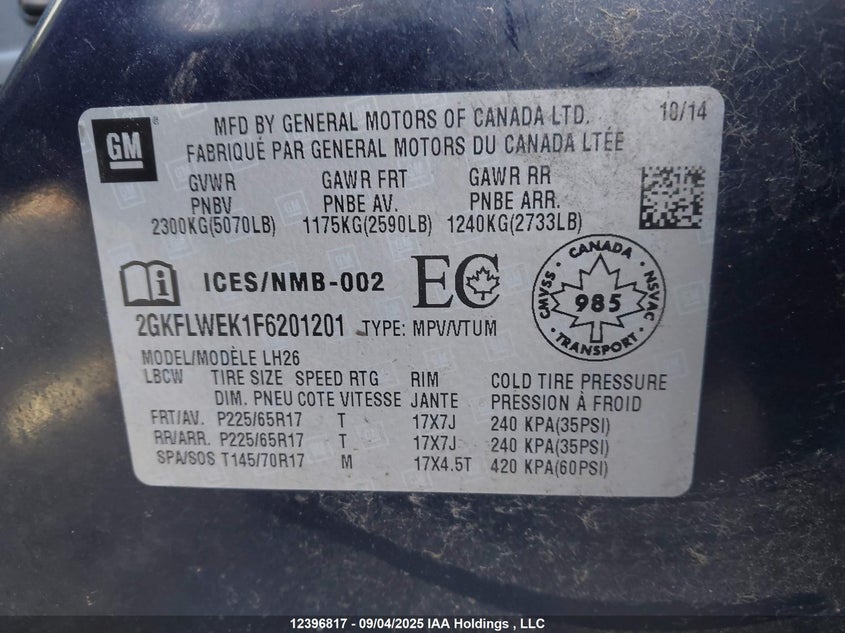 GM ®
MFD BY GENERAL MOTORS OF CANADA LTD. 10/14
FABRIQUÉ PAR GENERAL MOTORS DU CANADA LTÉE
GVWR GAWR FRT GAWR RR
PNBV PNBE AV. PNBE ARR.
2300KG(5070LB) 1175KG(2590LB) 1240KG(2733LB)
ICES/NMB-002 EC
CANADA
CMVSS 985 NSVAC
TRANSPORT
2GKFLWEK1F6201201 TYPE: MPV/VTUM
MODEL/MODÈLE LH26
LBCW TIRE SIZE SPEED RTG RIM COLD TIRE PRESSURE
DIM. PNEU COTE VITESSE JANTE PRESSION À FROID
FRT/AV. P225/65R17 T 17X7J 240 KPA(35PSI)
RR/ARR. P225/65R17 T 17X7J 240 KPA(35PSI)
SPA/SOS T145/70R17 M 17X4.5T 420 KPA(60PSI)
12396817 - 09/04/2025 IAA Holdings , LLC